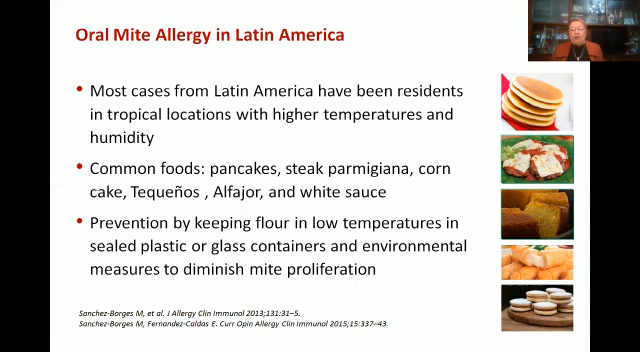 Oral Mite Allergy in Latin America
• Most cases from Latin America have been residents
in tropical locations with higher temperatures and
humidity
• Common foods: pancakes, steak parmigiana, corn
cake, Tequeños , Alfajor, and white sauce
• Prevention by keeping flour in low temperatures in
sealed plastic or glass containers and environmental
measures to diminish mite proliferation
Sanchez-Borges M, et al. J Allergy Clin Immunol 2013;131:31–5.
Sanchez-Borges M, Fernandez-Caldas E. Curr Opin Allergy Clin Immunol 2015;15:337–43.